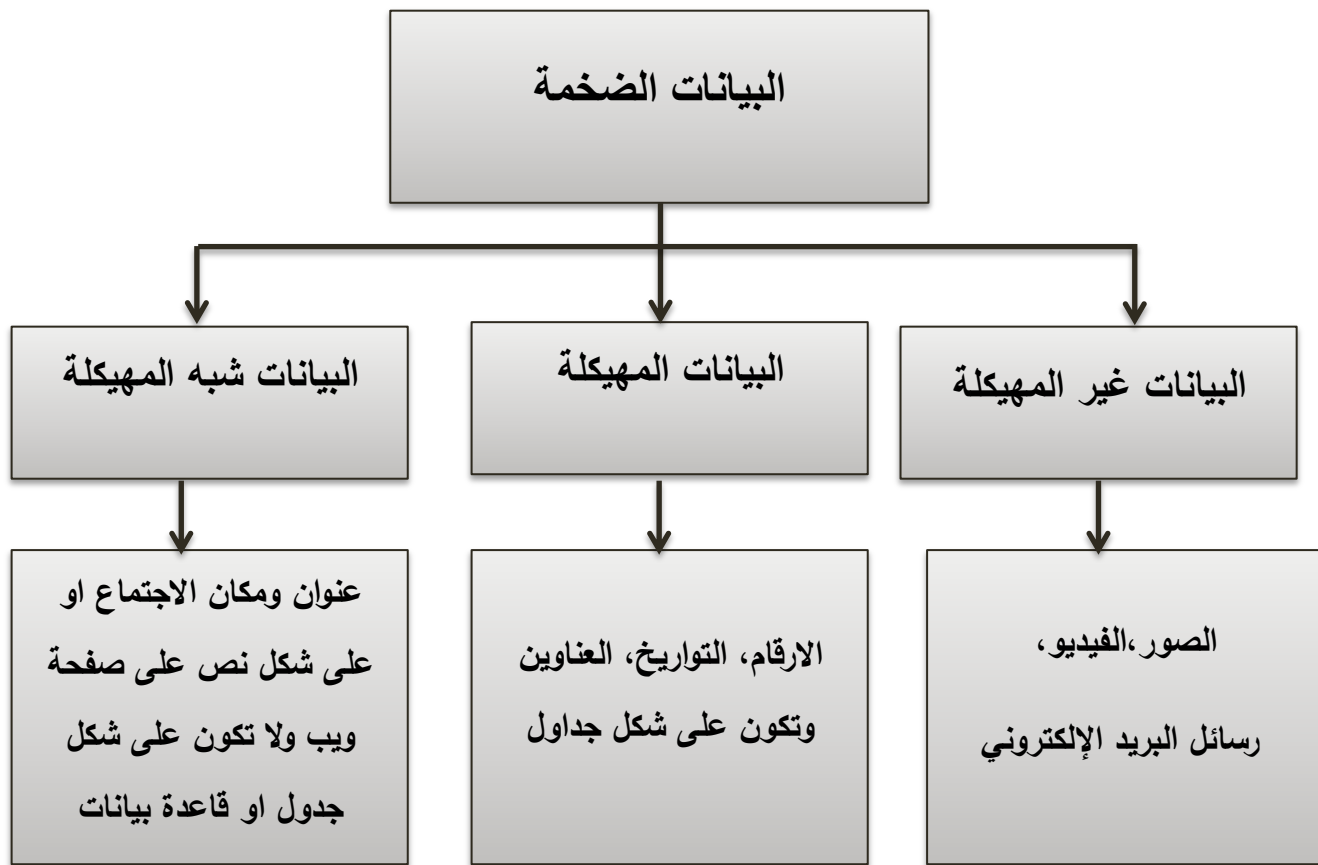 البيانات الضخمة
البيانات غير المهيكلة
البيانات المهيكلة
البيانات شبه المهيكلة
الصور،الفيديو،
رسائل البريد الإلكتروني
الارقام، التواريخ، العناوين
وتكون على شكل جداول
عنوان ومكان الاجتماع او
على شكل نص على صفحة
ويب ولا تكون على شكل
جدول او قاعدة بيانات